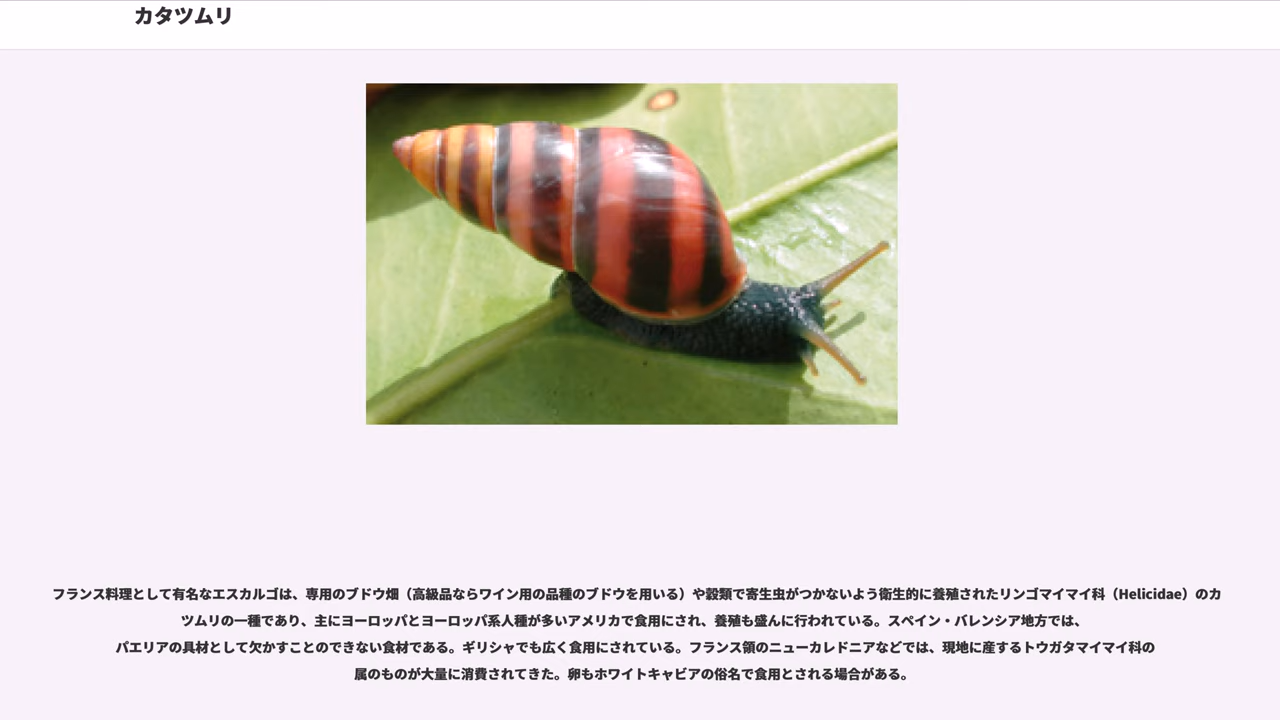 カタツムリ
フランス料理として有名なエスカルゴは、専用のブドウ畑（高級品ならワイン用の品種のブドウを用いる）や穀類で寄生虫がつかないよう衛生的に養殖されたリンゴマイマイ科（Helicidae）のカ
ツムリの一種であり、主にヨーロッパとヨーロッパ系人種が多いアメリカで食用にされ、養殖も盛んに行われている。スペイン・バレンシア地方では、
パエリアの具材として欠かすことのできない食材である。ギリシャでも広く食用にされている。フランス領のニューカレドニアなどでは、現地に産するトウガタマイマイ科の
属のものが大量に消費されてきた。卵もホワイトキャビアの俗名で食用とされる場合がある。